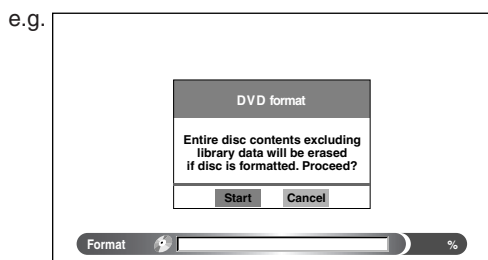 e.g.
DVD format
Entire disc contents excluding
library data will be erased
if disc is formatted. Proceed?
Start Cancel
Format %